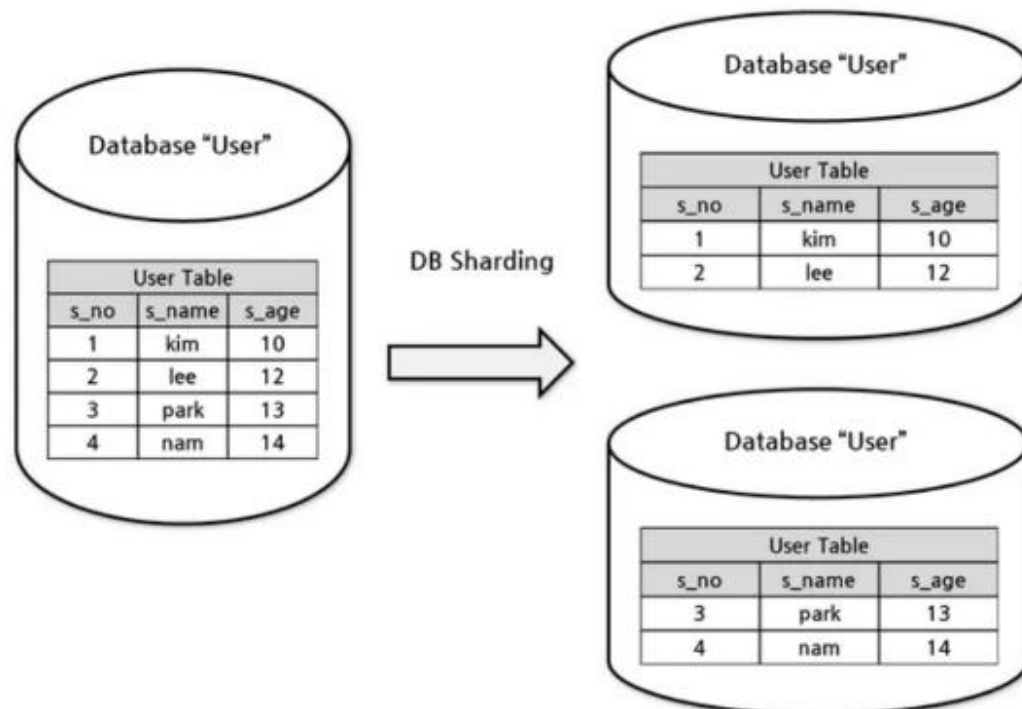 Database “User”
User Table
s_no s_name s_age
1 kim 10
2 lee 12
3 park 13
4 nam 14
DB Sharding
Database “User”
User Table
s_no s_name s_age
1 kim 10
2 lee 12
Database “User”
User Table
s_no s_name s_age
3 park 13
4 nam 14